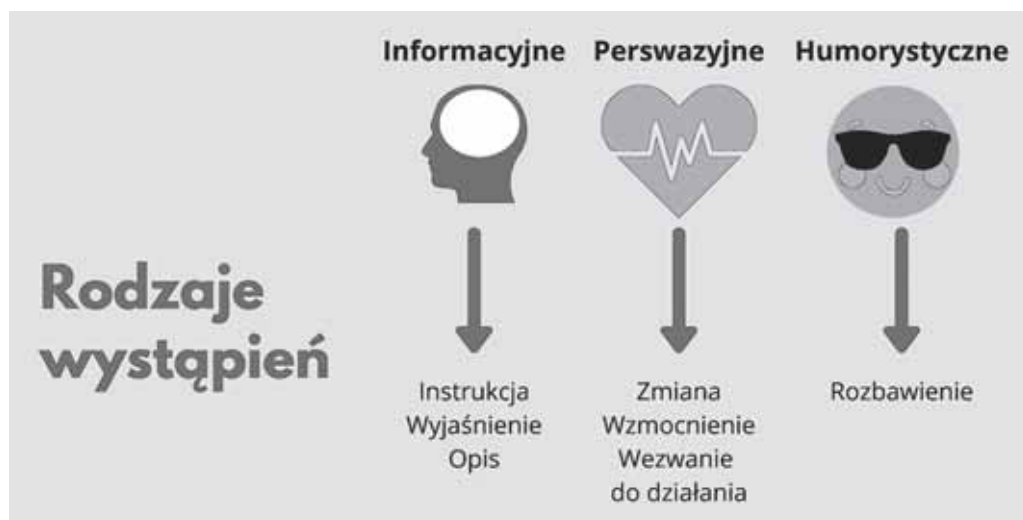 Rodzaje
wystąpień
Informacyjne
Instrukcja
Wyjaśnienie
Opis
Perswazyjne
Zmiana
Wzmocnienie
Wezwanie
do działania
Humorystyczne
Rozbawienie